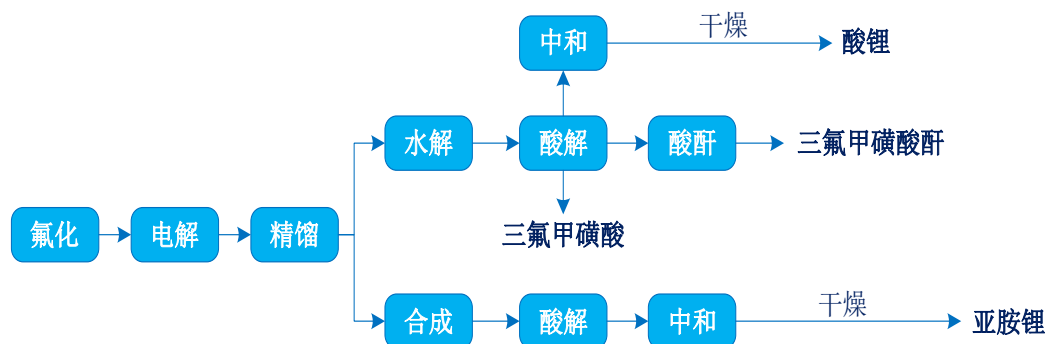 干燥
中和
酸锂
水解
酸解
酸酐
三氟甲磺酸酐
氟化
电解
精馏
三氟甲磺酸
合成
酸解
中和
干燥
亚胺锂